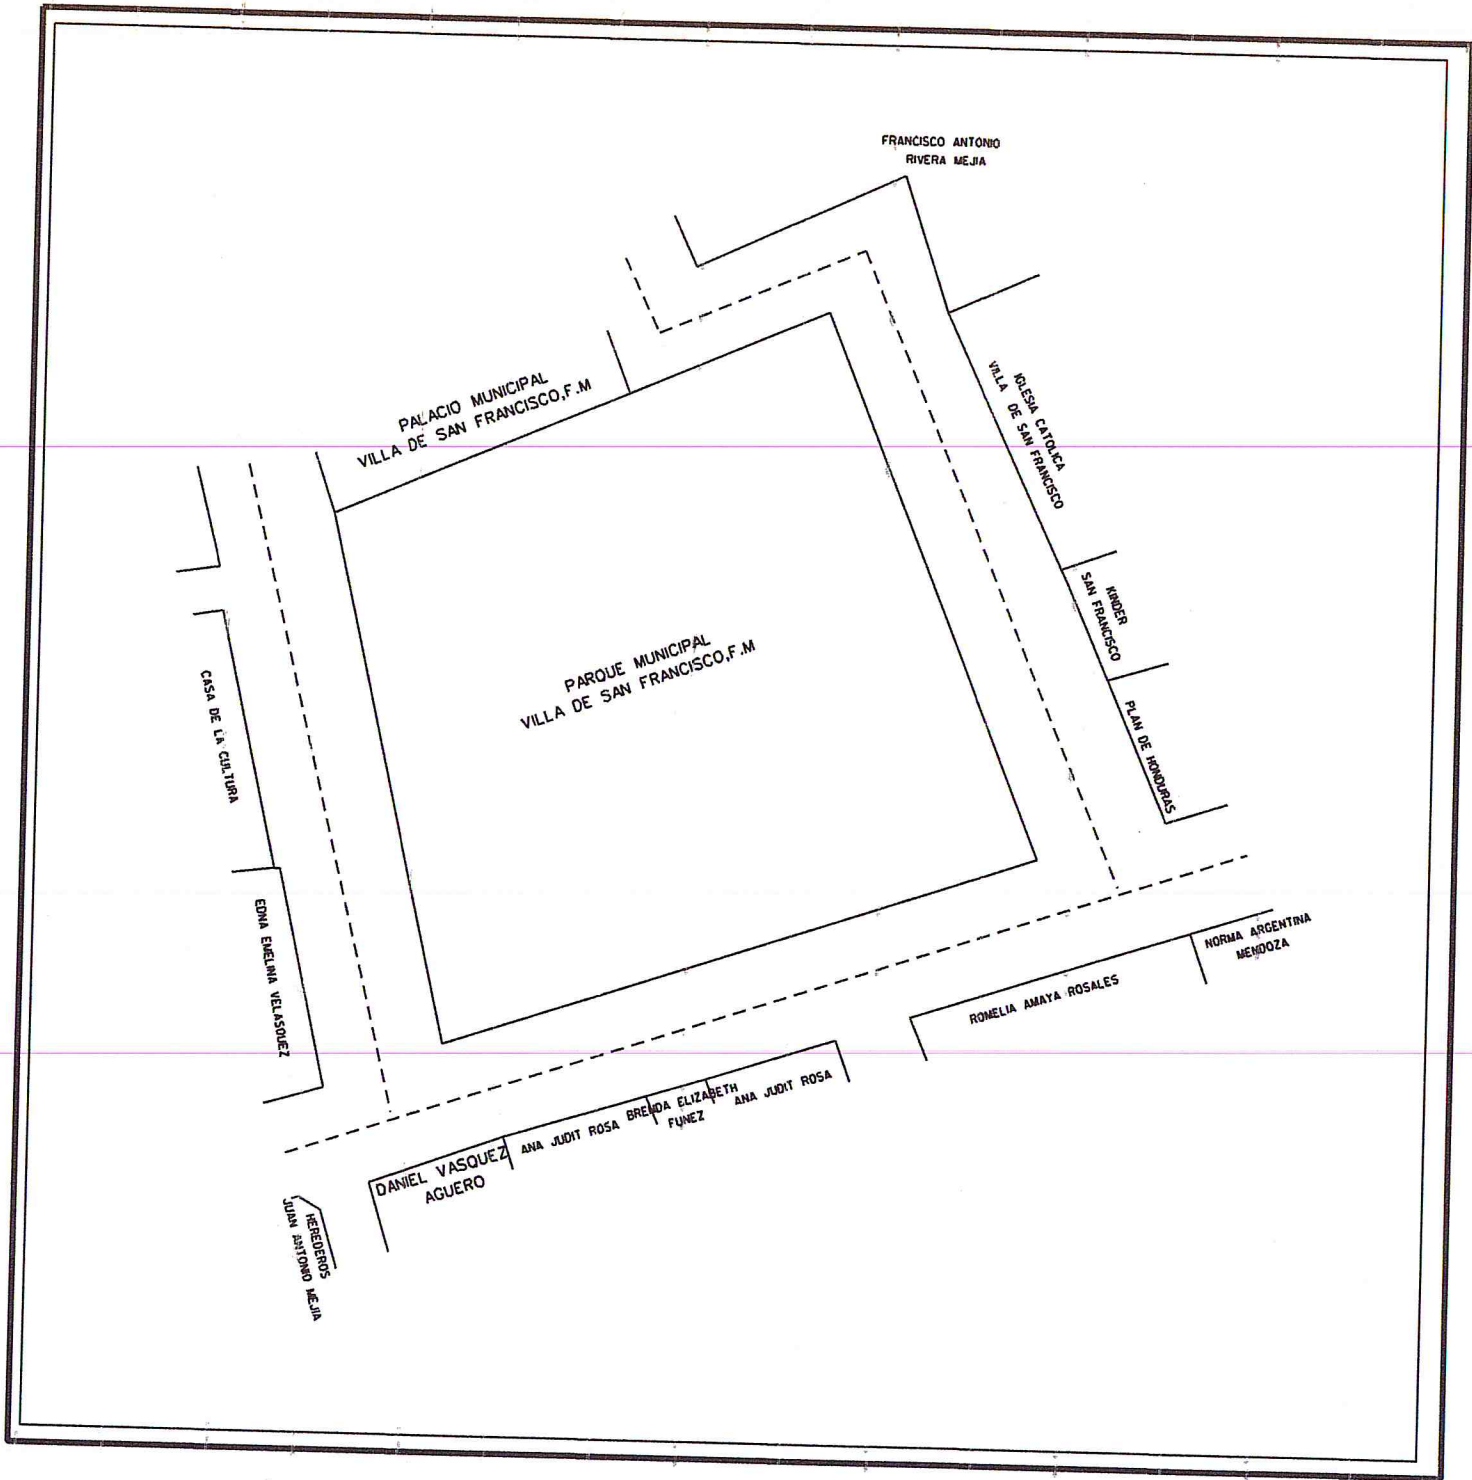 FRANCISCO ANTONIO
RIVERA MEJIA
PALACIO MUNICIPAL
VILLA DE SAN FRANCISCO,F.M
IGLESIA CATOLICA
VILLA DE SAN FRANCISCO
KINDER
SAN FRANCISCO
PLAN DE HONDURAS
PARQUE MUNICIPAL
VILLA DE SAN FRANCISCO,F.M
CASA DE LA CULTURA
EDNA EMELINA VELASQUEZ
NORMA ARGENTINA
MENDOZA
ROMELIA AMAYA ROSALES
ANA JUDIT ROSA
BRENDA ELIZABETH
FUNEZ
ANA JUDIT ROSA
DANIEL VASQUEZ
AGUERO
HEREDEROS
JUAN ANTONIO MEJIA